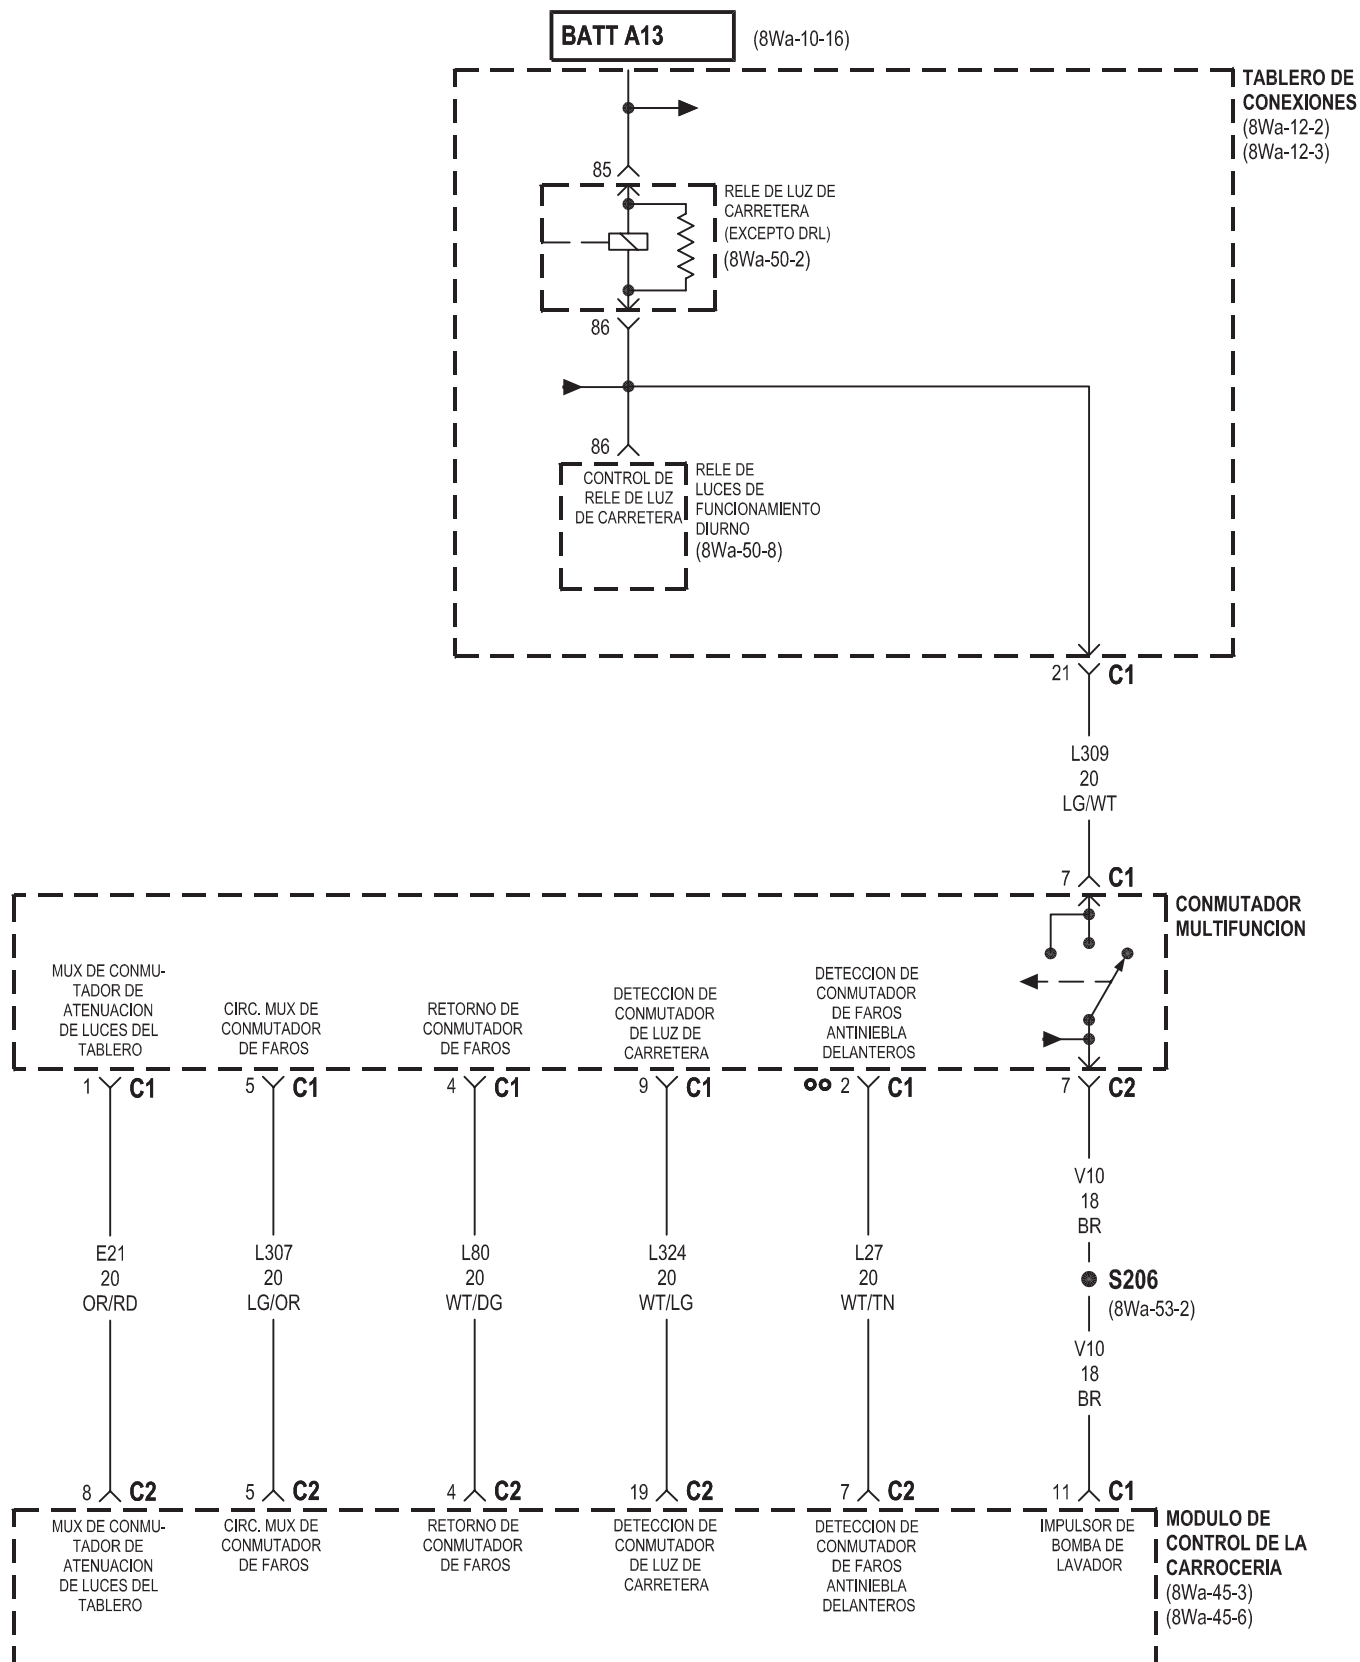 BATT A13
(8Wa-10-16)
TABLERO DE
CONEXIONES
(8Wa-12-2)
(8Wa-12-3)
85
RELE DE LUZ DE
CARRETERA
(EXCEPTO DRL)
(8Wa-50-2)
86
86
CONTROL DE
RELE DE LUZ
DE CARRETERA
RELE DE
LUCES DE
FUNCIONAMIENTO
DIURNO
(8Wa-50-8)
21 C1
L309
20
LG/WT
7 C1
CONMUTADOR
MULTIFUNCION
MUX DE CONMU-
TADOR DE
ATENUACION
DE LUCES DEL
TABLERO
CIRC. MUX DE
CONMUTADOR
DE FAROS
RETORNO DE
CONMUTADOR
DE FAROS
DETECCION DE
CONMUTADOR
DE LUZ DE
CARRETERA
DETECCION DE
CONMUTADOR
DE FAROS
ANTINIEBLA
DELANTEROS
1 C1
5 C1
4 C1
9 C1
2 C1
7 C2
E21
20
OR/RD
L307
20
LG/OR
L80
20
WT/DG
L324
20
WT/LG
L27
20
WT/TN
V10
18
BR
S206
(8Wa-53-2)
V10
18
BR
8 C2
5 C2
4 C2
19 C2
7 C2
11 C1
MUX DE CONMU-
TADOR DE
ATENUACION
DE LUCES DEL
TABLERO
CIRC. MUX DE
CONMUTADOR
DE FAROS
RETORNO DE
CONMUTADOR
DE FAROS
DETECCION DE
CONMUTADOR
DE LUZ DE
CARRETERA
DETECCION DE
CONMUTADOR
DE FAROS
ANTINIEBLA
DELANTEROS
IMPULSOR DE
BOMBA DE
LAVADOR
MODULO DE
CONTROL DE LA
CARROCERIA
(8Wa-45-3)
(8Wa-45-6)